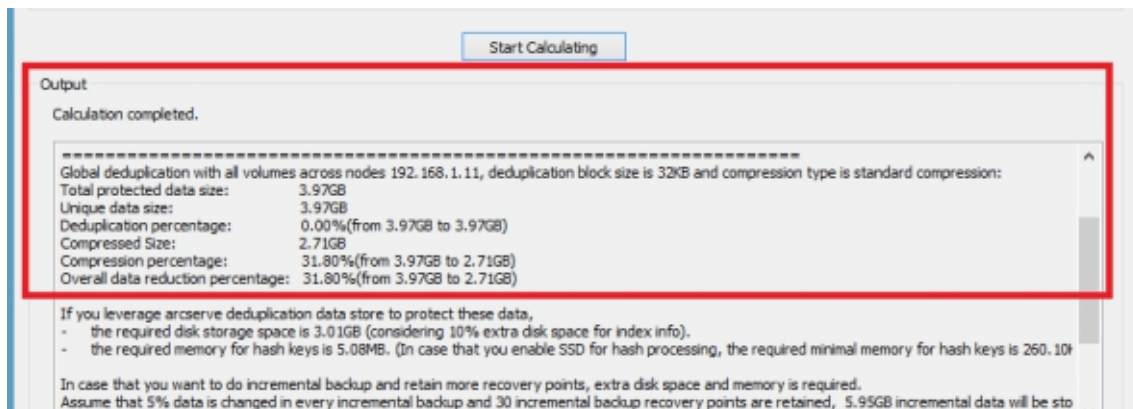 Start Calculating
Output
Calculation completed.
====================================================================
Global deduplication with all volumes across nodes 192.168.1.11, deduplication block size is 32KB and compression type is standard compression:
Total protected data size: 3.97GB
Unique data size: 3.97GB
Deduplication percentage: 0.00%(from 3.97GB to 3.97GB)
Compressed Size: 2.71GB
Compression percentage: 31.80%(from 3.97GB to 2.71GB)
Overall data reduction percentage: 31.80%(from 3.97GB to 2.71GB)
If you leverage arcserve deduplication data store to protect these data,
- the required disk storage space is 3.01GB (considering 10% extra disk space for index info).
- the required memory for hash keys is 5.08MB. (In case that you enable SSD for hash processing, the required minimal memory for hash keys is 260.10
In case that you want to do incremental backup and retain more recovery points, extra disk space and memory is required.
Assume that 5% data is changed in every incremental backup and 30 incremental backup recovery points are retained, 5.95GB incremental data will be sto